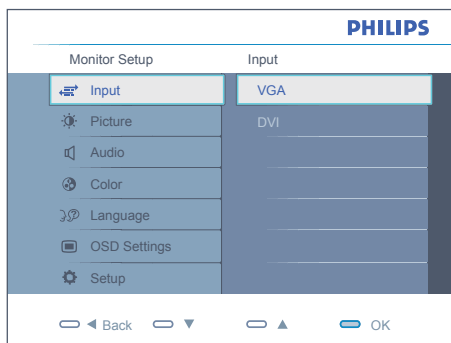 PHILIPS
Monitor Setup
Input
Input
VGA
Picture
DVI
Audio
Color
Language
OSD Settings
Setup
Back
OK